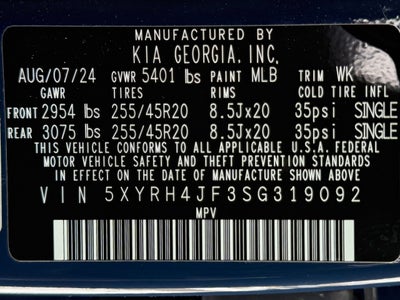 MANUFACTURED BY
KIA GEORGIA, INC.
AUG/07/24 GVWR 5401 lbs PAINT MLB TRIM WK
GAWR TIRES RIMS COLD TIRE INFL
FRONT 2954 lbs 255/45R20 8.5Jx20 35psi SINGLE
REAR 3075 lbs 255/45R20 8.5Jx20 35psi SINGLE
THIS VEHICLE CONFORMS TO ALL APPLICABLE U.S.A. FEDERAL
MOTOR VEHICLE SAFETY AND THEFT PREVENTION STANDARDS
IN EFFECT ON THE DATE OF MANUFACTURE SHOWN ABOVE.
VIN 5XYRH4JF3SG319092
MPV